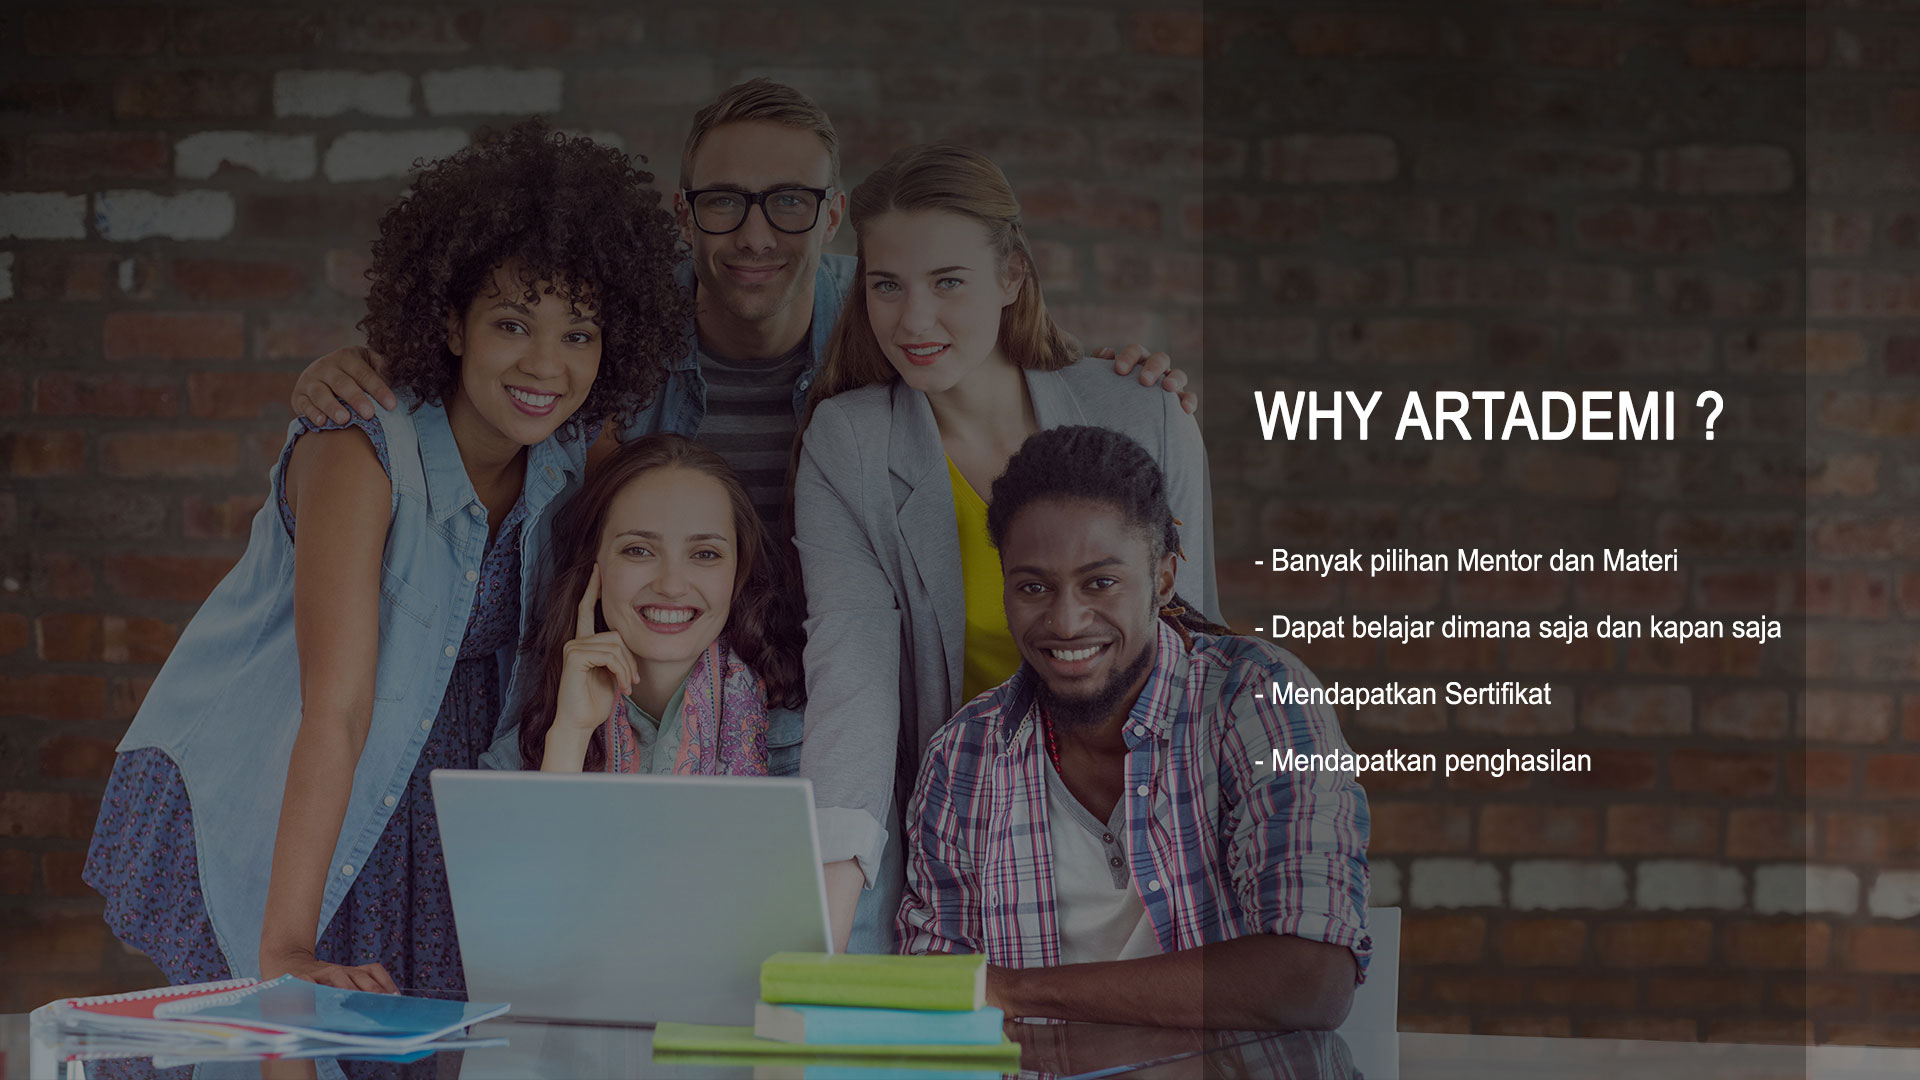 WHY ARTADEMI ?
- Banyak pilihan Mentor dan Materi
- Dapat belajar dimana saja dan kapan saja
- Mendapatkan Sertifikat
- Mendapatkan penghasilan